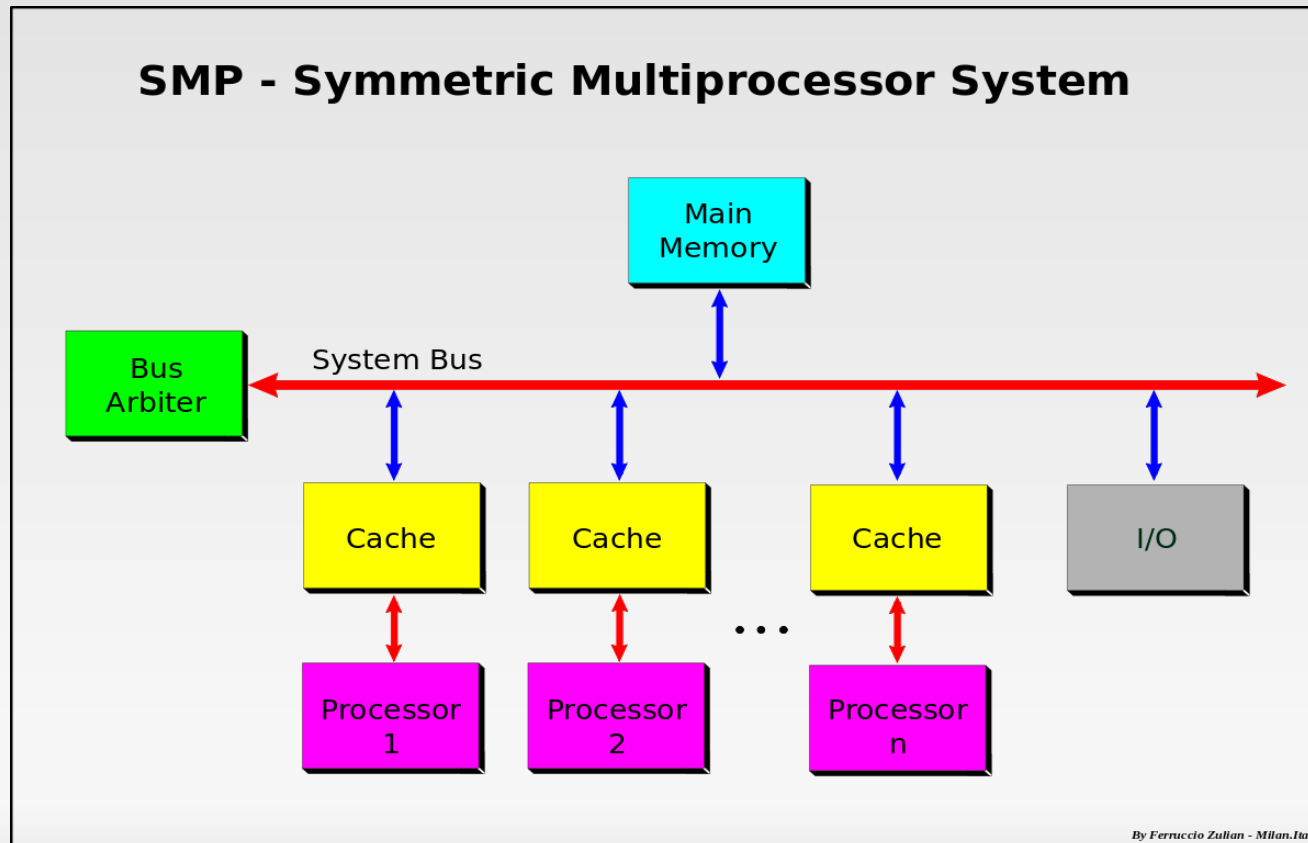 SMP - Symmetric Multiprocessor System
Main
Memory
System Bus
Bus
Arbiter
Cache
Cache
Cache
I/O
...
Processor
1
Processor
2
Processor
n
By Ferruccio Zulian - Milan.Ita